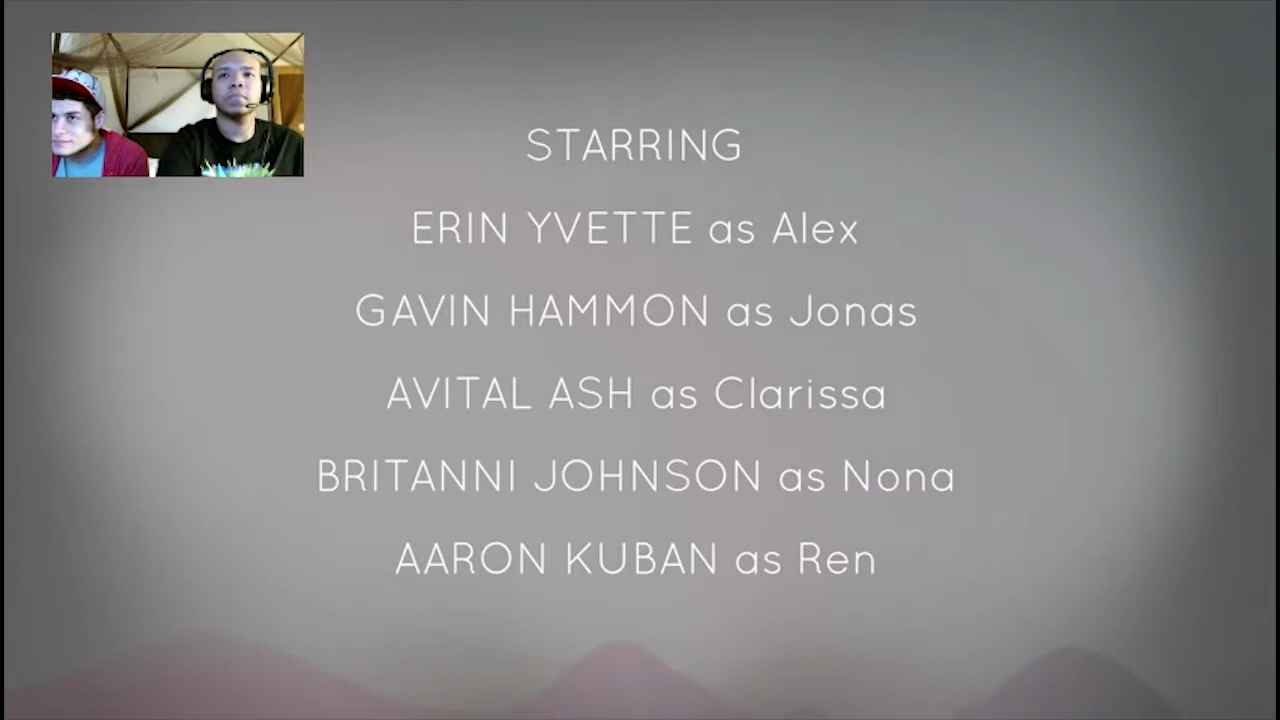 STARRING
ERIN YVETTE as Alex
GAVIN HAMMON as Jonas
AVITAL ASH as Clarissa
BRITANNI JOHNSON as Nona
AARON KUBAN as Ren